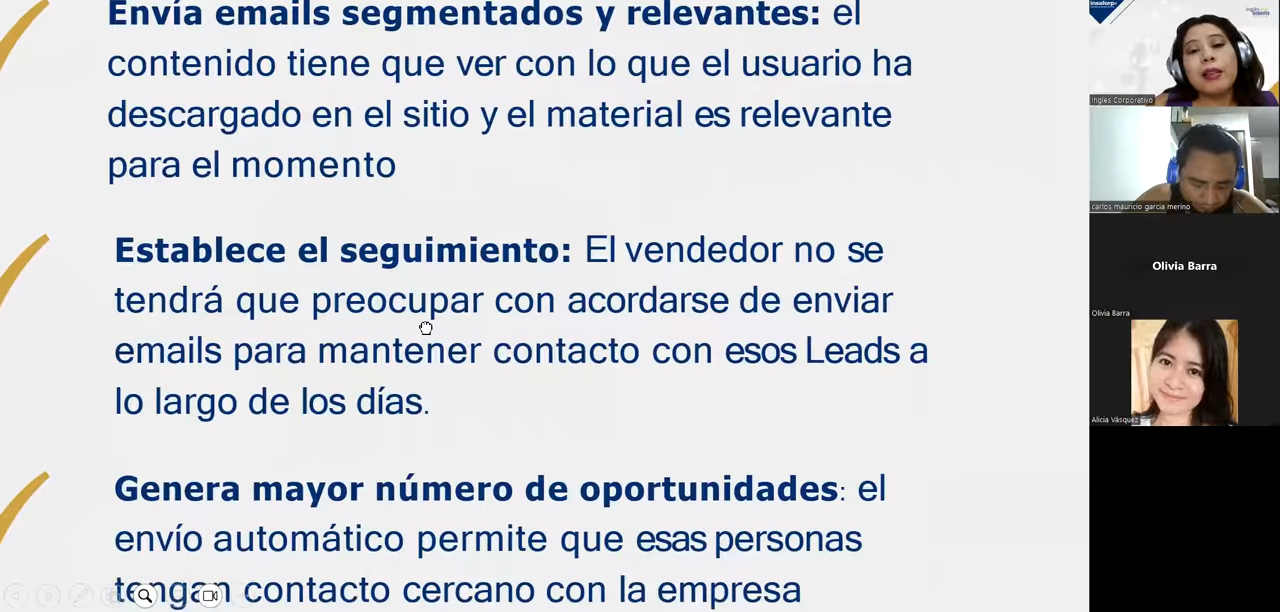 Envía emails segmentados y relevantes: el
contenido tiene que ver con lo que el usuario ha
descargado en el sitio y el material es relevante
para el momento
Establece el seguimiento: El vendedor no se
tendrá que preocupar con acordarse de enviar
emails para mantener contacto con esos Leads a
lo largo de los días.
Genera mayor número de oportunidades: el
envío automático permite que esas personas
tengan contacto cercano con la empresa
insaforp
Ingles Corporativo
carlos mauricio garcia merino
Olivia Barra
Olivia Barra
Alicia Vásquez